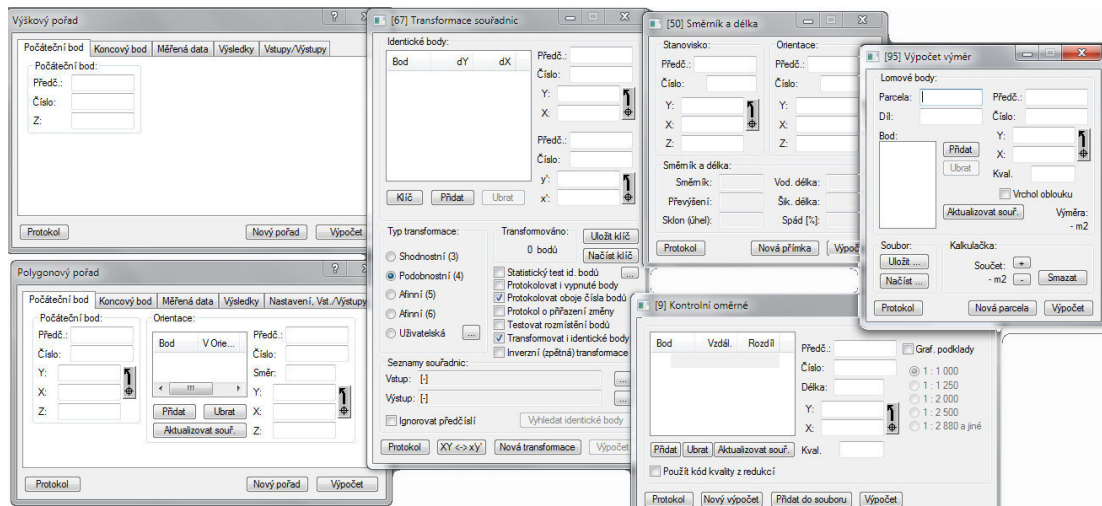 Výškový pořad
Počáteční bod Koncový bod Měřená data Výsledky Vstupy/Výstupy
Počáteční bod:
Předč.:
Číslo:
Z:
Protokol Nový pořad Výpočet
Polygonový pořad
Počáteční bod Koncový bod Měřená data Výsledky Nastavení, Vst./Výstupy
Počáteční bod: Orientace:
Předč.: Bod V Orie... Předč.:
Číslo: Číslo:
Y: Směr:
X: Y:
Z: Přidat Ubrat X:
Aktualizovat souř. Z:
Protokol Nový pořad Výpočet
[67] Transformace souřadnic
Identické body:
Bod dY dX Předč.:
Číslo:
Y:
X:
Předč.:
Číslo:
y':
Klíč Přidat Ubrat x':
Typ transformace: Transformováno: Uložit klíč
0 bodů Načíst klíč
Shodnostní (3)
Podobnostní (4)
Afinní (5)
Afinní (6)
Uživatelská ...
Statistický test id. bodů ...
Protokolovat i vypnuté body
Protokolovat oboje čísla bodů
Protokol o přiřazení změny
Testovat rozmístění bodů
Transformovat i identické body
Inverzní (zpětná) transformace
Seznamy souřadnic:
Vstup: [-] ...
Výstup: [-] ...
Ignorovat předčíslí Vyhledat identické body
Protokol XY <-> x'y' Nová transformace Výpočet
[50] Směrník a délka
Stanovisko: Orientace:
Předč.: Předč.:
Číslo: Číslo:
Y: Y:
X: X:
Z: Z:
Směrník a délka:
Směrník: Vod. délka:
Převýšení: Šik. délka:
Sklon (úhel): Spád [%]:
Protokol Nová přímka
[9] Kontrolní oměrné
Bod Vzdál. Rozdíl Předč.: Graf. podklady
Číslo: 1 : 1 000
Délka: 1 : 1 250
1 : 2 000
Y: 1 : 2 500
X: 1 : 2 880 a jiné
Přidat Ubrat Aktualizovat souř. Kval.
Použít kód kvality z redukcí
Protokol Nový výpočet Přidat do souboru Výpočet
[95] Výpočet výměr
Lomové body:
Parcela: Předč.:
Díl: Číslo:
Bod: Y:
Přidat X:
Ubrat Kval.
Vrchol oblouku
Aktualizovat souř. Výměra:
- m2
Soubor: Kalkulačka:
Uložit ... Součet: +
Načíst ... - m2 - Smazat
Protokol Nová parcela Výpočet